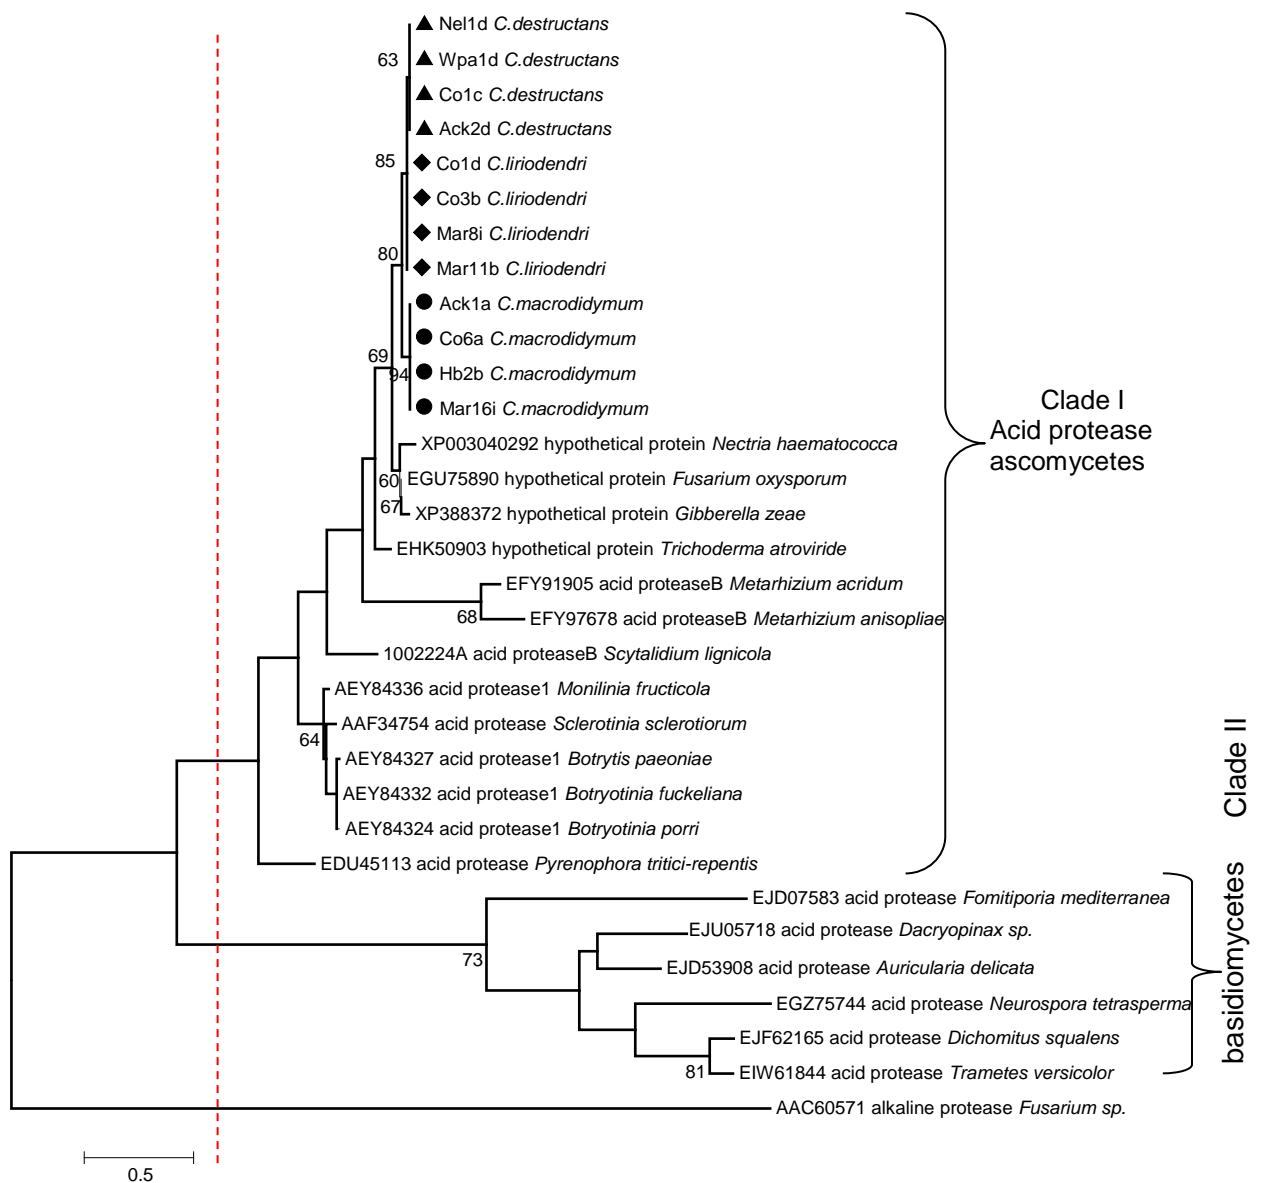 Nel1d C.destructans
63
Wpa1d C.destructans
Co1c C.destructans
Ack2d C.destructans
85
Co1d C.liriodendri
Co3b C.liriodendri
Mar8i C.liriodendri
80
Mar11b C.liriodendri
Ack1a C.macrodidymum
Co6a C.macrodidymum
69
94
Hb2b C.macrodidymum
Mar16i C.macrodidymum
XP003040292 hypothetical protein Nectria haematococca
60
EGU75890 hypothetical protein Fusarium oxysporum
67
XP388372 hypothetical protein Gibberella zeae
EHK50903 hypothetical protein Trichoderma atroviride
EFY91905 acid proteaseB Metarhizium acridum
68
EFY97678 acid proteaseB Metarhizium anisopliae
1002224A acid proteaseB Scytalidium lignicola
AEY84336 acid protease1 Monilinia fructicola
AAF34754 acid protease Sclerotinia sclerotiorum
64
AEY84327 acid protease1 Botrytis paeoniae
AEY84332 acid protease1 Botryotinia fuckeliana
AEY84324 acid protease1 Botryotinia porri
EDU45113 acid protease Pyrenophora tritici-repentis
EJD07583 acid protease Fomitiporia mediterranea
EJU05718 acid protease Dacryopinax sp.
73
EJD53908 acid protease Auricularia delicata
EGZ75744 acid protease Neurospora tetrasperma
EJF62165 acid protease Dichomitus squalens
81
EIW61844 acid protease Trametes versicolor
AAC60571 alkaline protease Fusarium sp.
0.5
Clade I
Acid protease
ascomycetes
Clade II
basidiomycetes